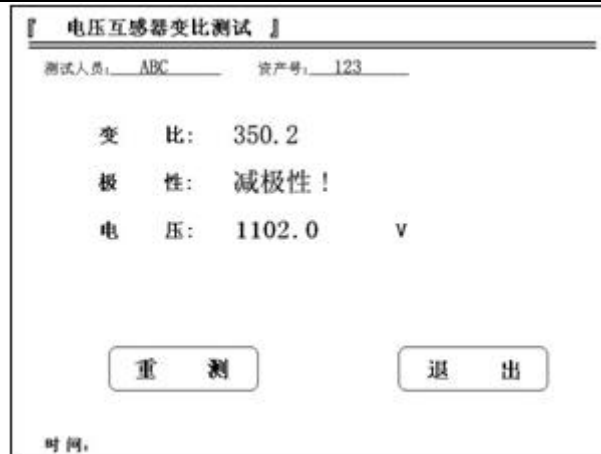 『 电压互感器变比测试 』
测试人员：ABC 资产号：123
变 比: 350.2
极 性: 减极性！
电 压: 1102.0 V
重 测 退 出
时间：